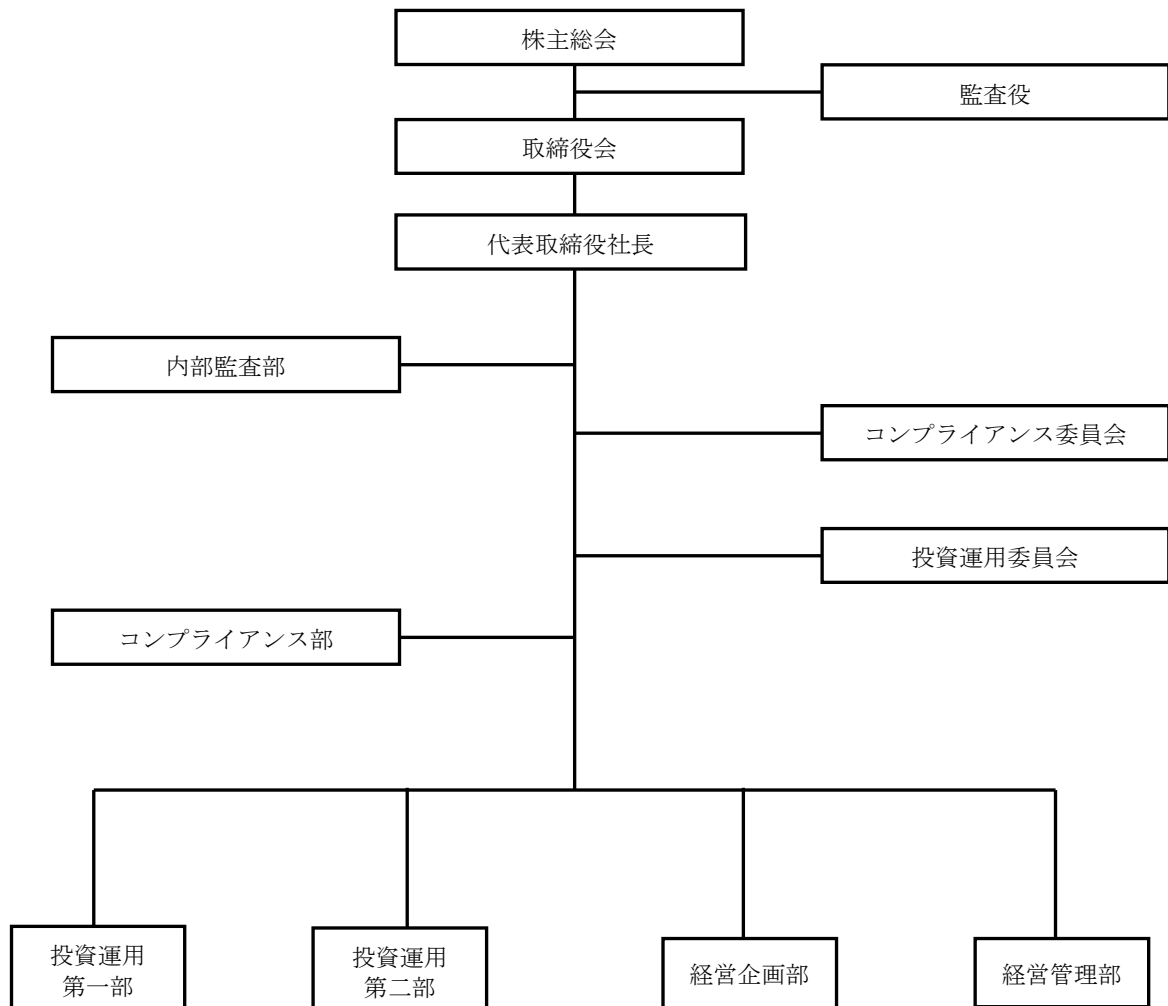 株主総会
監査役
取締役会
代表取締役社長
内部監査部
コンプライアンス委員会
投資運用委員会
コンプライアンス部
投資運用
第一部
投資運用
第二部
経営企画部
経営管理部